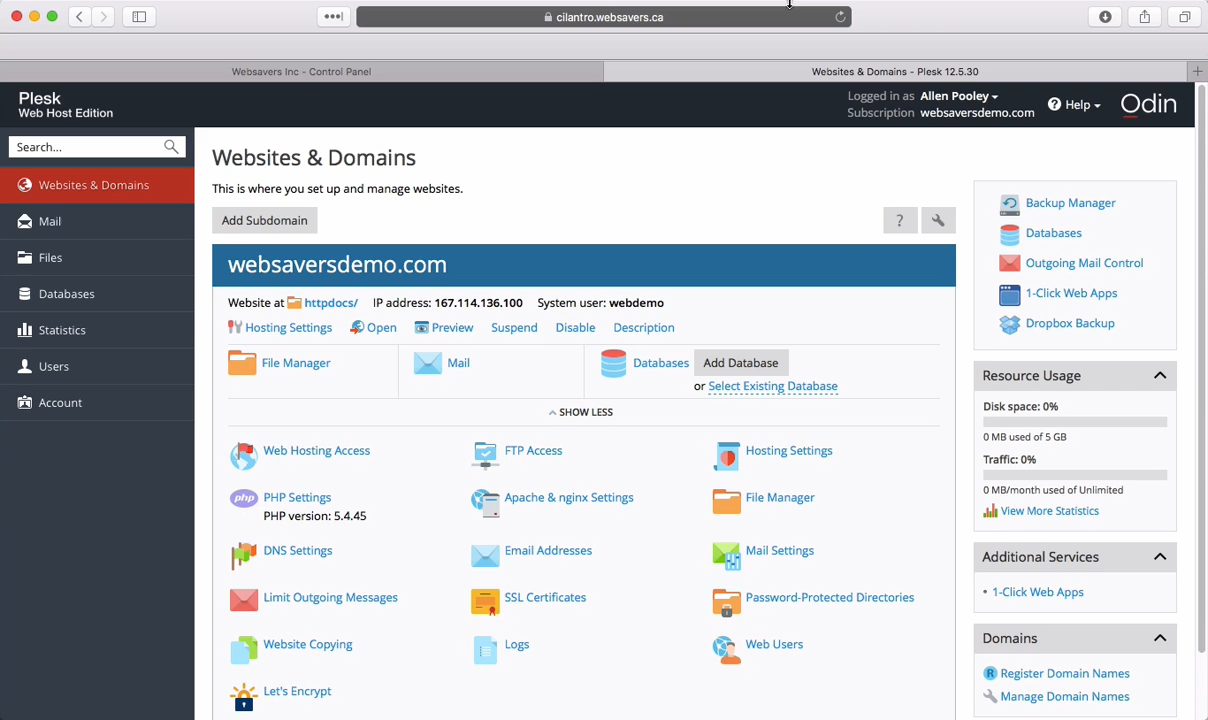 cilantro.websavers.ca
Websavers Inc - Control Panel
Websites & Domains - Plesk 12.5.30
Plesk
Web Host Edition
Logged in as Allen Pooley
Subscription websaversdemo.com
? Help
Odin
Search...
Websites & Domains
Mail
Files
Databases
Statistics
Users
Account
Websites & Domains
This is where you set up and manage websites.
Add Subdomain
?
websaversdemo.com
Website at httpdocs/ IP address: 167.114.136.100 System user: webdemo
Hosting Settings Open Preview Suspend Disable Description
File Manager
Mail
Databases Add Database
or Select Existing Database
SHOW LESS
Web Hosting Access
FTP Access
Hosting Settings
php PHP Settings
PHP version: 5.4.45
Apache & nginx Settings
File Manager
DNS Settings
Email Addresses
Mail Settings
Limit Outgoing Messages
SSL Certificates
Password-Protected Directories
Website Copying
Logs
Web Users
Let's Encrypt
Backup Manager
Databases
Outgoing Mail Control
1-Click Web Apps
Dropbox Backup
Resource Usage
Disk space: 0%
0 MB used of 5 GB
Traffic: 0%
0 MB/month used of Unlimited
View More Statistics
Additional Services
• 1-Click Web Apps
Domains
R Register Domain Names
Manage Domain Names